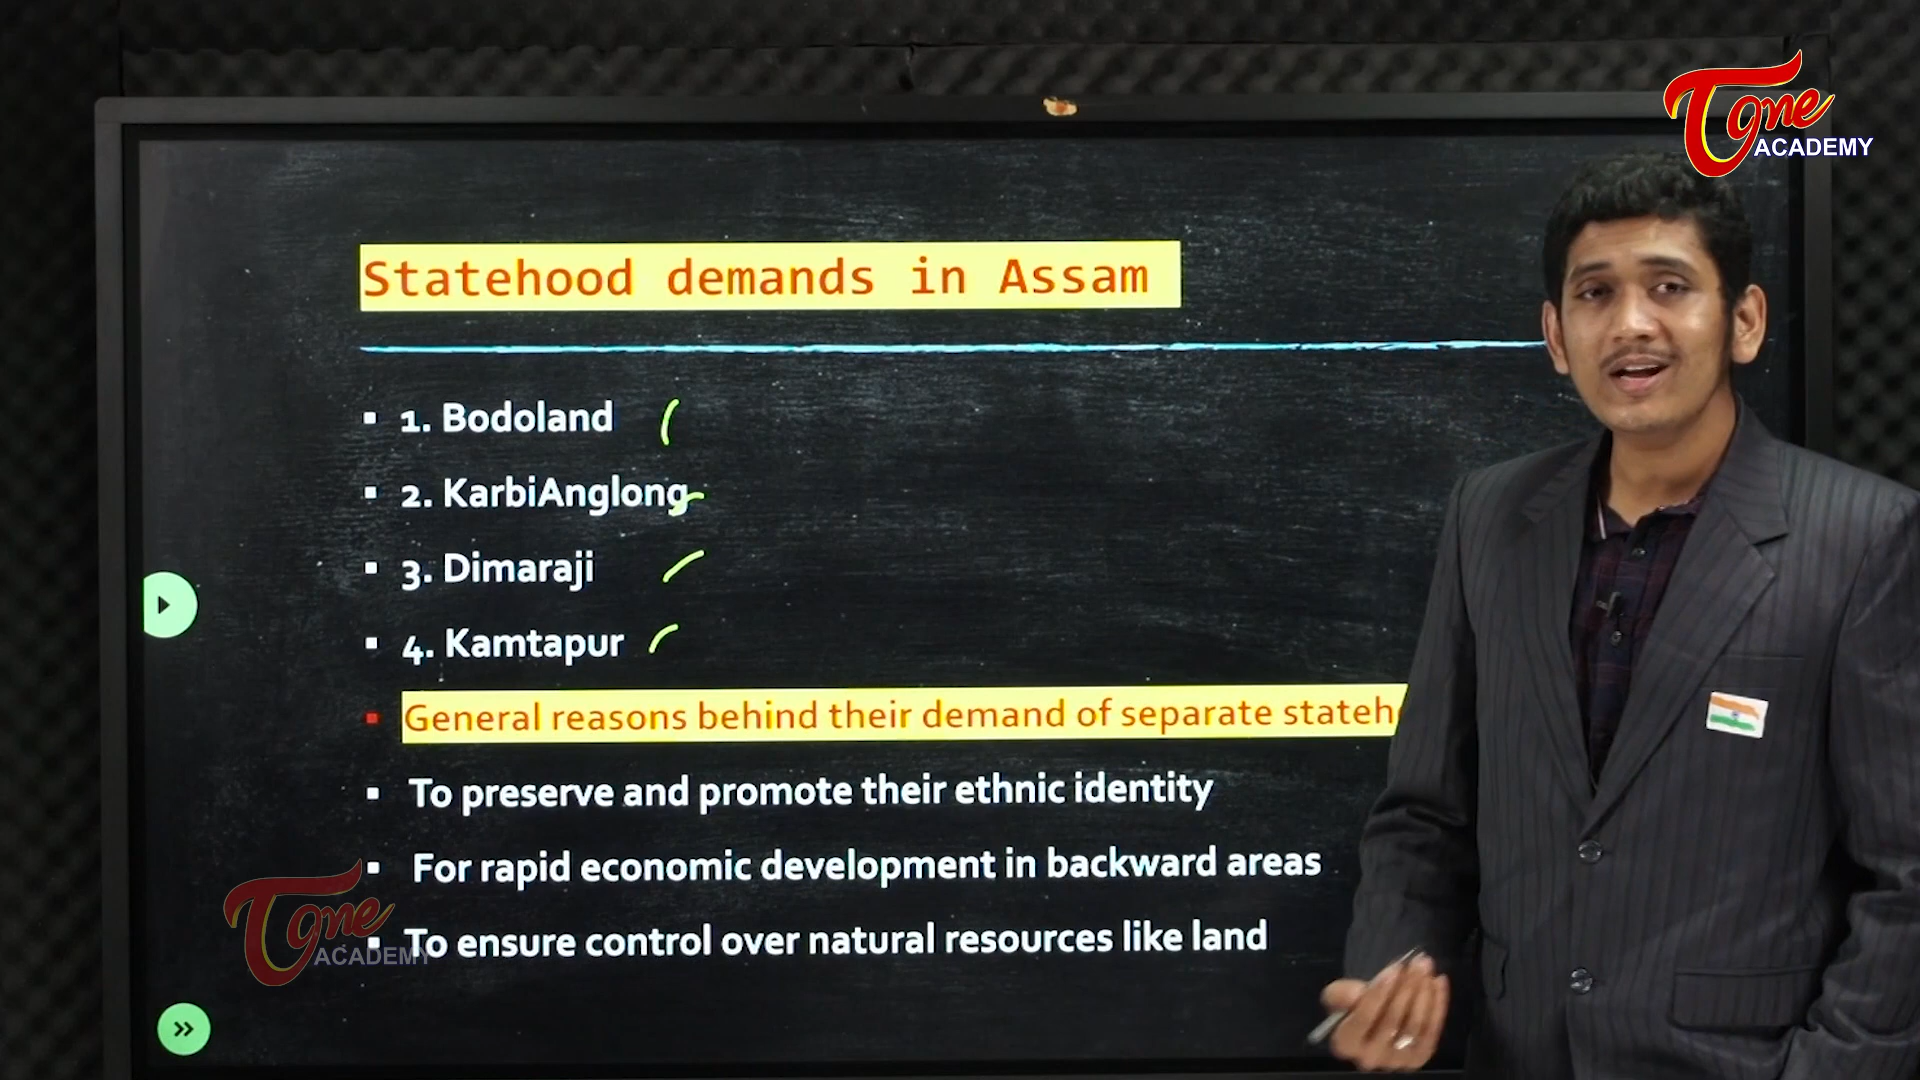 Tone
ACADEMY
Statehood demands in Assam
1. Bodoland
2. KarbiAnglong
3. Dimaraji
4. Kamtapur
General reasons behind their demand of separate stateh
To preserve and promote their ethnic identity
For rapid economic development in backward areas
Tone
ACADEMY
To ensure control over natural resources like land